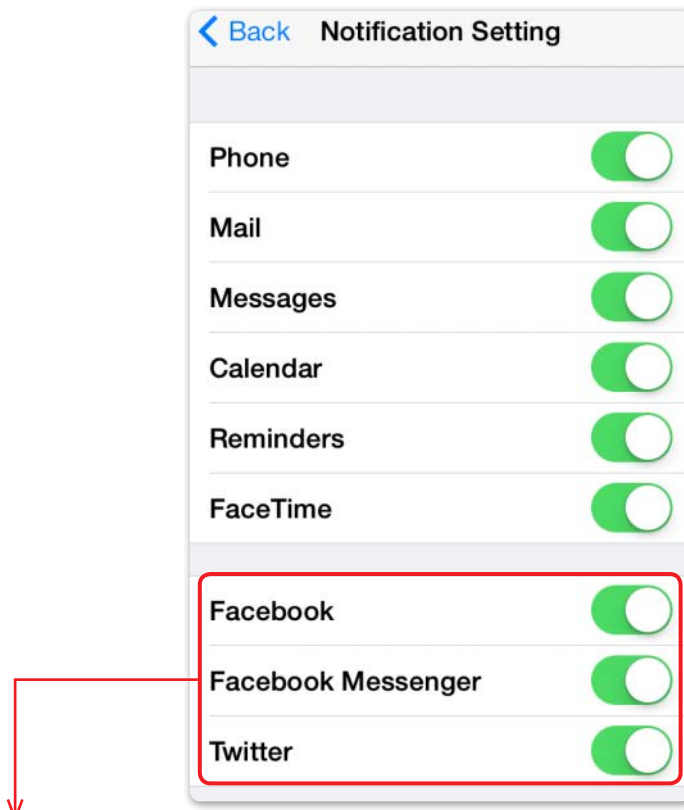 Back Notification Setting
Phone
Mail
Messages
Calendar
Reminders
FaceTime
Facebook
Facebook Messenger
Twitter